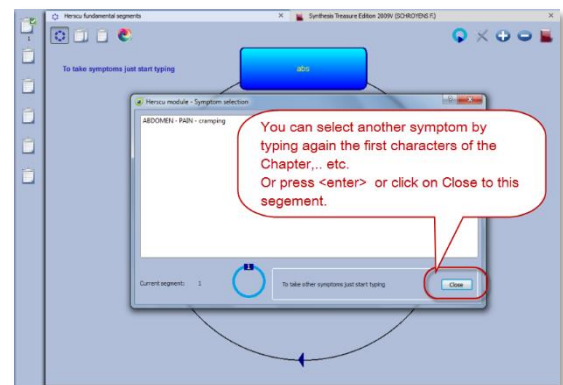 Herscu fundamental segments
Synthesis Treasure Edition 2009V (SCHROYENS F.)
1
To take symptoms just start typing
abs
Herscu module - Symptom selection
ABDOMEN - PAIN - cramping
You can select another symptom by
typing again the first characters of the
Chapter,.. etc.
Or press <enter> or click on Close to this
segement.
Current segment: 1
1
To take other symptoms just start typing
Close